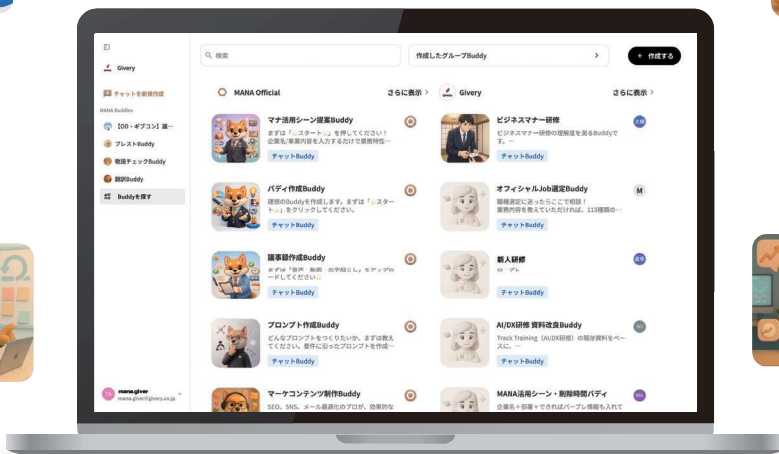 Givery
チャットを新規作成
MANA Buddies
【OD・ギブコン】議…
ブレストBuddy
敬語チェックBuddy
翻訳Buddy
Buddyを探す
mana.giver
mana.giver@givery.co.jp
検索
作成したグループBuddy
+ 作成する
MANA Official
さらに表示 >
マナ活用シーン提案Buddy
まずは「👉スタート👈」を押してください!
企業名/事業内容を入力するだけで業務特性…
チャットBuddy
バディ作成Buddy
理想のBuddyを作成します。まずは「👉スター
ト👈」をクリックしてください。
チャットBuddy
議事録作成Buddy
まずは「音声・動画・文字起こし」をアップロ
ードしてください
チャットBuddy
プロンプト作成Buddy
どんなプロンプトをつくりたいか、まずは教え
てください。要件に沿ったプロンプトを作成…
チャットBuddy
マーケコンテンツ制作Buddy
SEO、SNS、メール最適化のプロが、効果的な
Givery
さらに表示 >
ビジネスマナー研修
ビジネスマナー研修の理解度を測るBuddyで
す。…
チャットBuddy
オフィシャルJob選定Buddy
職種選定に迷ったらここで相談!
業務内容を教えていただければ、113種類の…
チャットBuddy
M
新人研修
チャットBuddy
AI/DX研修 資料改良Buddy
Track Training（AI/DX研修）の既存資料をベー
スに、…
チャットBuddy
SO
MANA活用シーン・削除時間バディ
企業名+部署+できればパープレ情報も入れて
MA